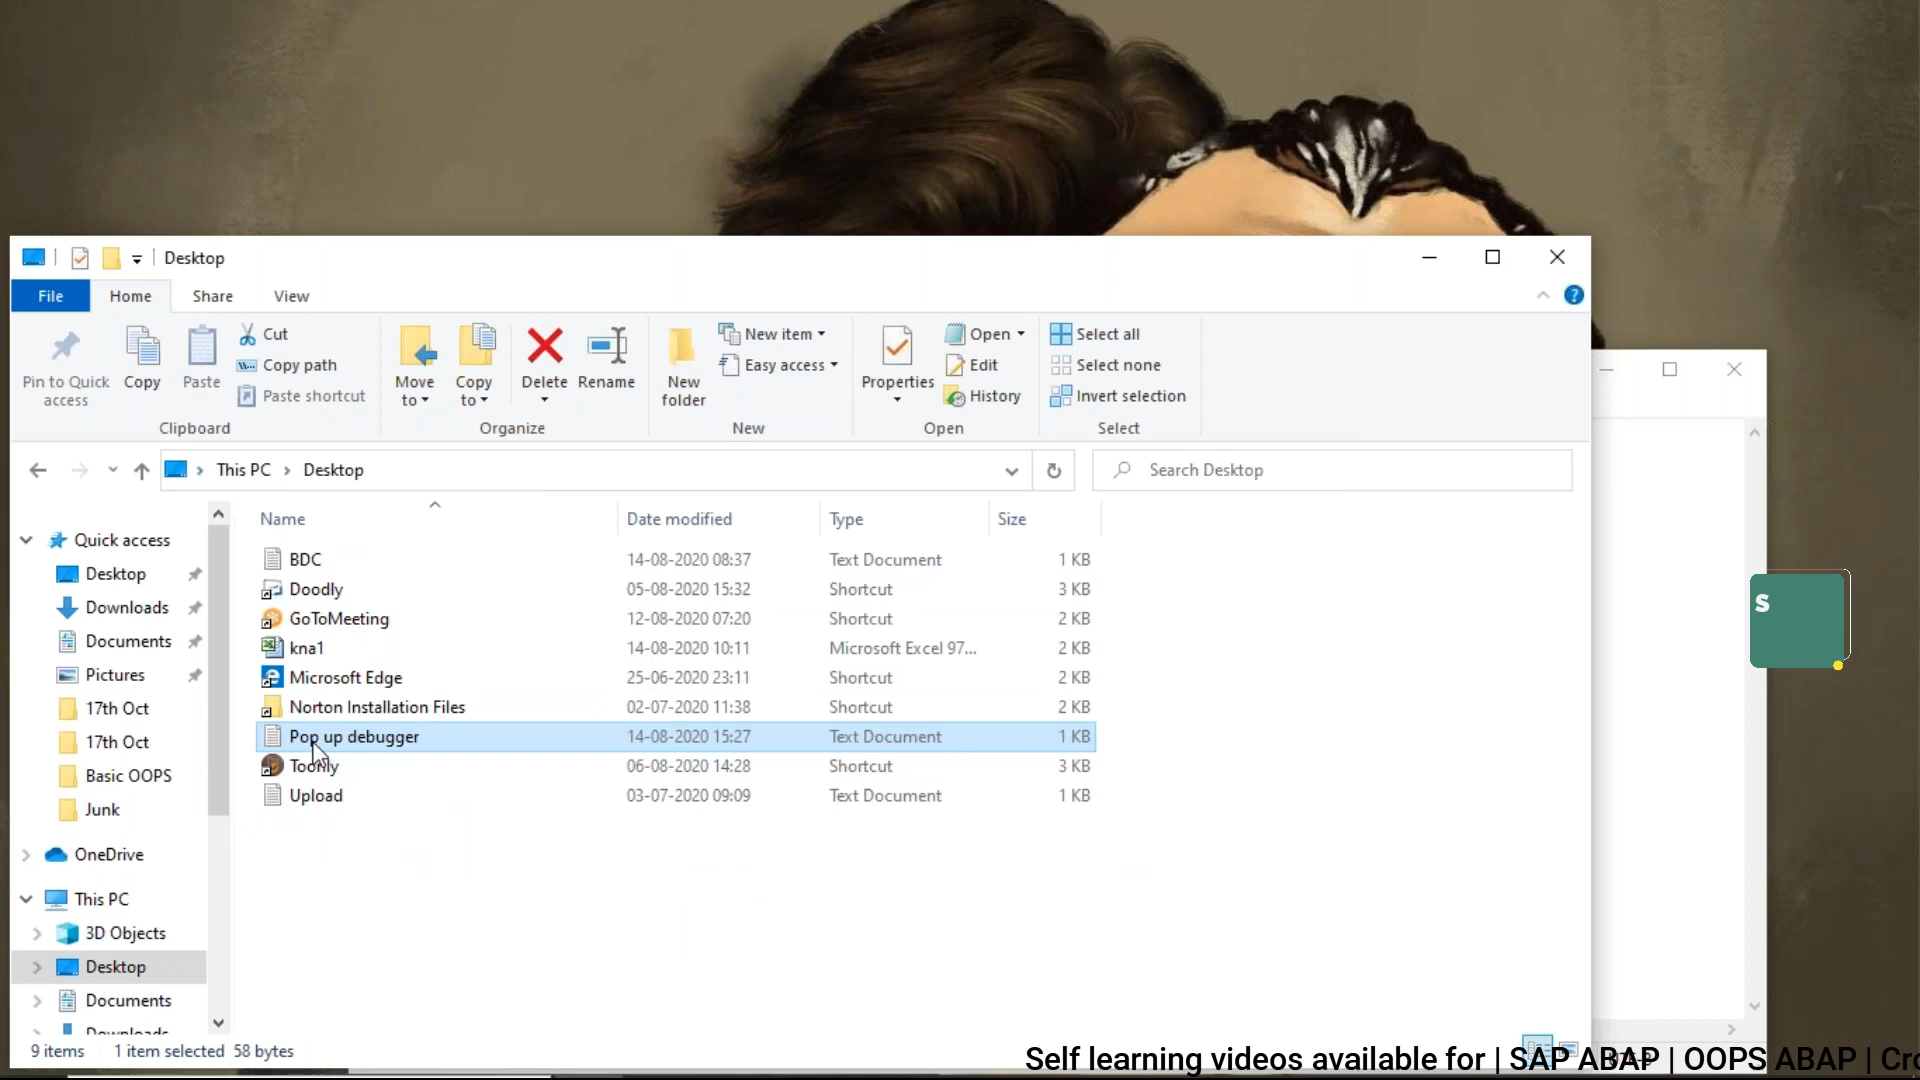 Desktop
File Home Share View
Pin to Quick access
Copy
Paste
Cut
Copy path
Paste shortcut
Clipboard
Move to
Copy to
Delete
Rename
Organize
New folder
New item
Easy access
New
Properties
Open
Edit
History
Open
Select all
Select none
Invert selection
Select
This PC > Desktop
Search Desktop
Name Date modified Type Size
BDC 14-08-2020 08:37 Text Document 1 KB
Doodly 05-08-2020 15:32 Shortcut 3 KB
GoToMeeting 12-08-2020 07:20 Shortcut 2 KB
kna1 14-08-2020 10:11 Microsoft Excel 97... 2 KB
Microsoft Edge 25-06-2020 23:11 Shortcut 2 KB
Norton Installation Files 02-07-2020 11:38 Shortcut 2 KB
Pop up debugger 14-08-2020 15:27 Text Document 1 KB
Toonly 06-08-2020 14:28 Shortcut 3 KB
Upload 03-07-2020 09:09 Text Document 1 KB
Quick access
Desktop
Downloads
Documents
Pictures
17th Oct
17th Oct
Basic OOPS
Junk
OneDrive
This PC
3D Objects
Desktop
Documents
Downloads
9 items 1 item selected 58 bytes
S
Self learning videos available for | SAP ABAP | OOPS ABAP | Cro